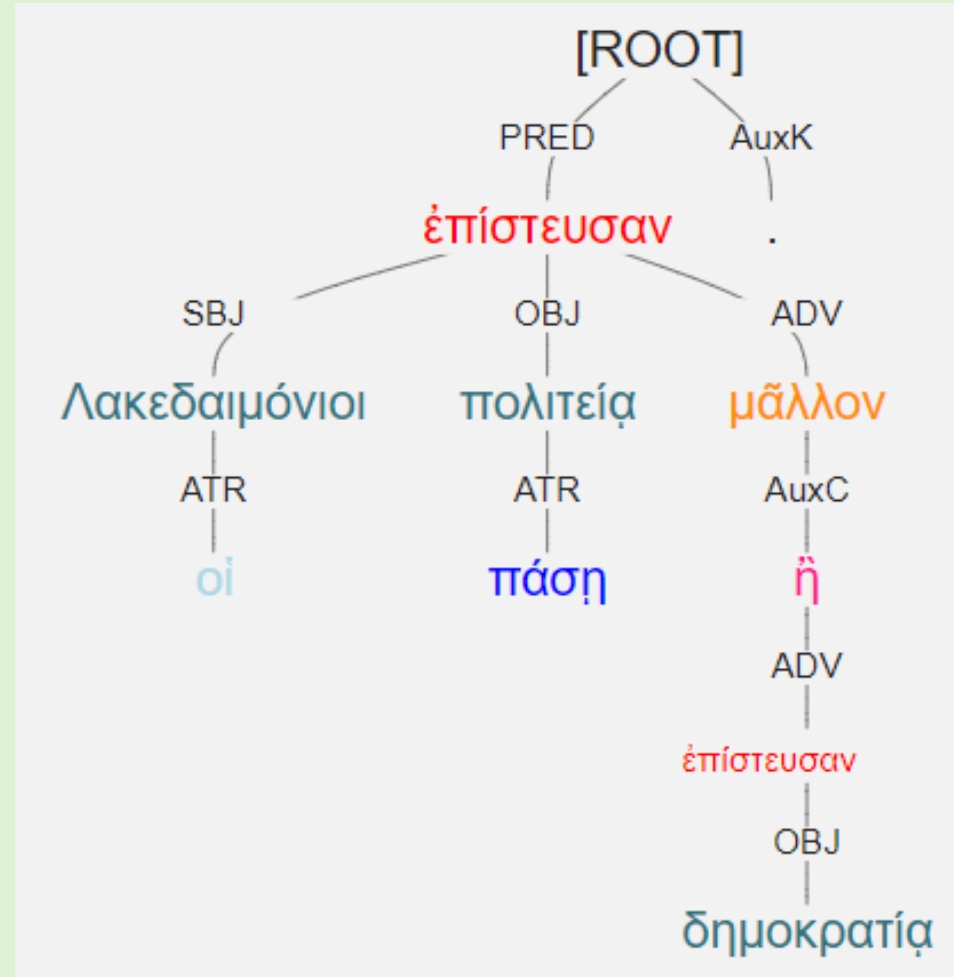 [ROOT]
PRED AuxK
ἐπίστευσαν .
SBJ OBJ ADV
Λακεδαιμόνιοι πολιτείᾳ μᾶλλον
ATR ATR AuxC
οἱ πάσῃ ἢ
ADV
ἐπίστευσαν
OBJ
δημοκρατίᾳ